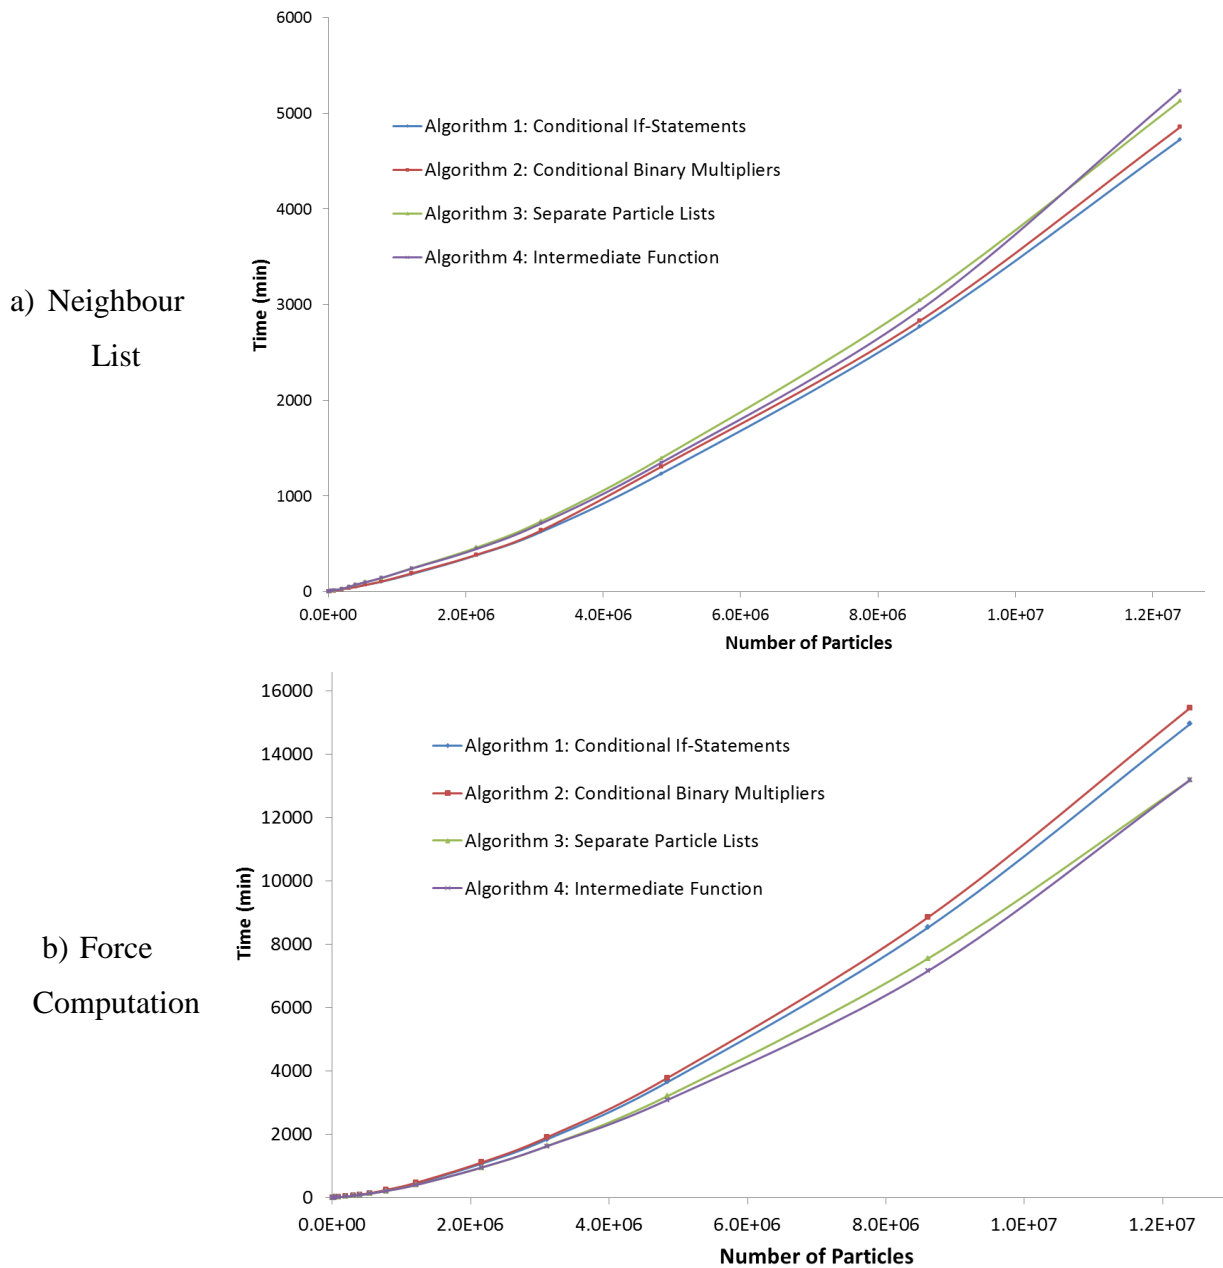 6000
5000
4000
3000
2000
1000
0
Time (min)
Algorithm 1: Conditional If-Statements
Algorithm 2: Conditional Binary Multipliers
Algorithm 3: Separate Particle Lists
Algorithm 4: Intermediate Function
a) Neighbour
List
0.0E+00 2.0E+06 4.0E+06 6.0E+06 8.0E+06 1.0E+07 1.2E+07
Number of Particles
16000
14000
12000
10000
8000
6000
4000
2000
0
Time (min)
Algorithm 1: Conditional If-Statements
Algorithm 2: Conditional Binary Multipliers
Algorithm 3: Separate Particle Lists
Algorithm 4: Intermediate Function
b) Force
Computation
0.0E+00 2.0E+06 4.0E+06 6.0E+06 8.0E+06 1.0E+07 1.2E+07
Number of Particles